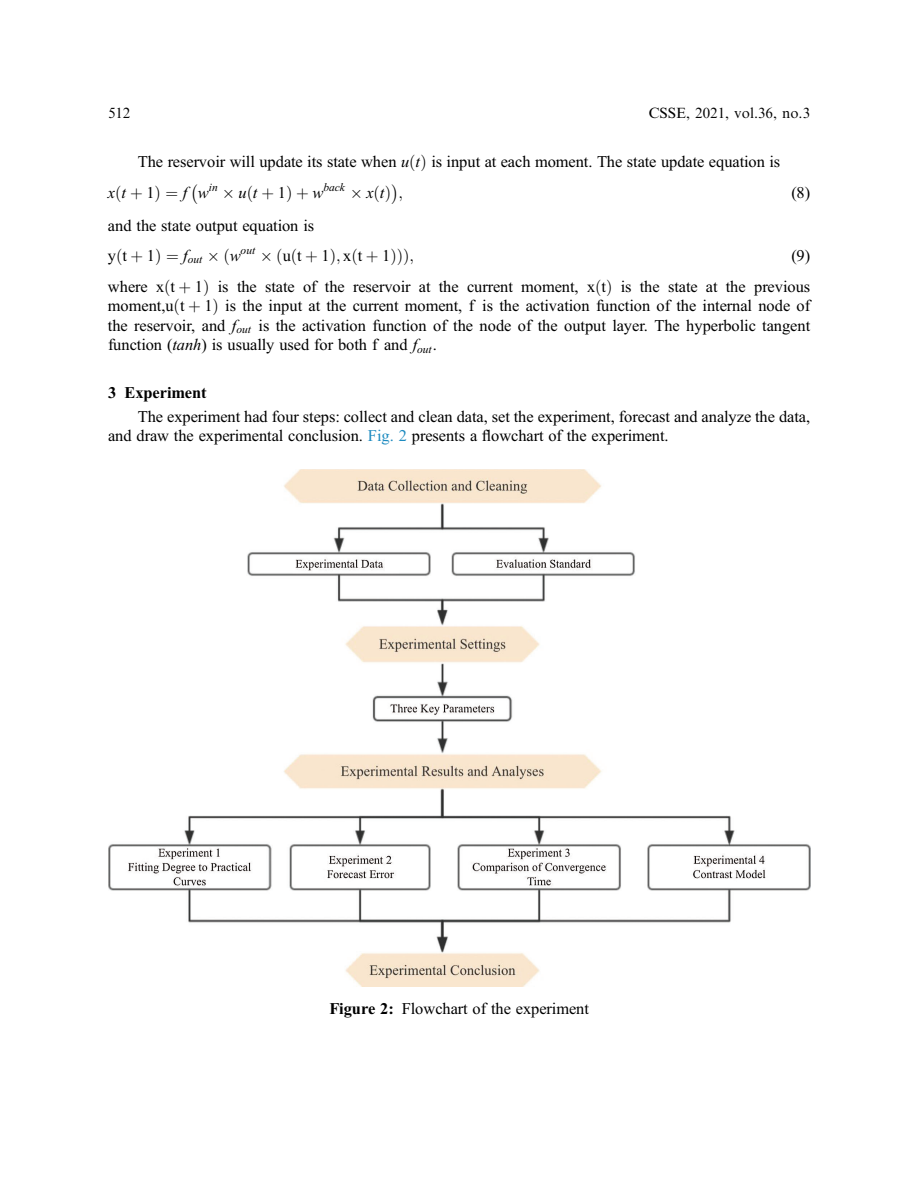 512
CSSE, 2021, vol.36, no.3
The reservoir will update its state when u(t) is input at each moment. The state update equation is
x(t + 1) = f(w^{in} × u(t + 1) + w^{back} × x(t)), (8)
and the state output equation is
y(t + 1) = f_{out} × (w^{out} × (u(t + 1), x(t + 1))), (9)
where x(t + 1) is the state of the reservoir at the current moment, x(t) is the state at the previous
moment,u(t + 1) is the input at the current moment, f is the activation function of the internal node of
the reservoir, and f_{out} is the activation function of the node of the output layer. The hyperbolic tangent
function (tanh) is usually used for both f and f_{out}.
3 Experiment
The experiment had four steps: collect and clean data, set the experiment, forecast and analyze the data,
and draw the experimental conclusion. Fig. 2 presents a flowchart of the experiment.
Data Collection and Cleaning
Experimental Data
Evaluation Standard
Experimental Settings
Three Key Parameters
Experimental Results and Analyses
Experiment 1
Fitting Degree to Practical
Curves
Experiment 2
Forecast Error
Experiment 3
Comparison of Convergence
Time
Experimental 4
Contrast Model
Experimental Conclusion
Figure 2: Flowchart of the experiment